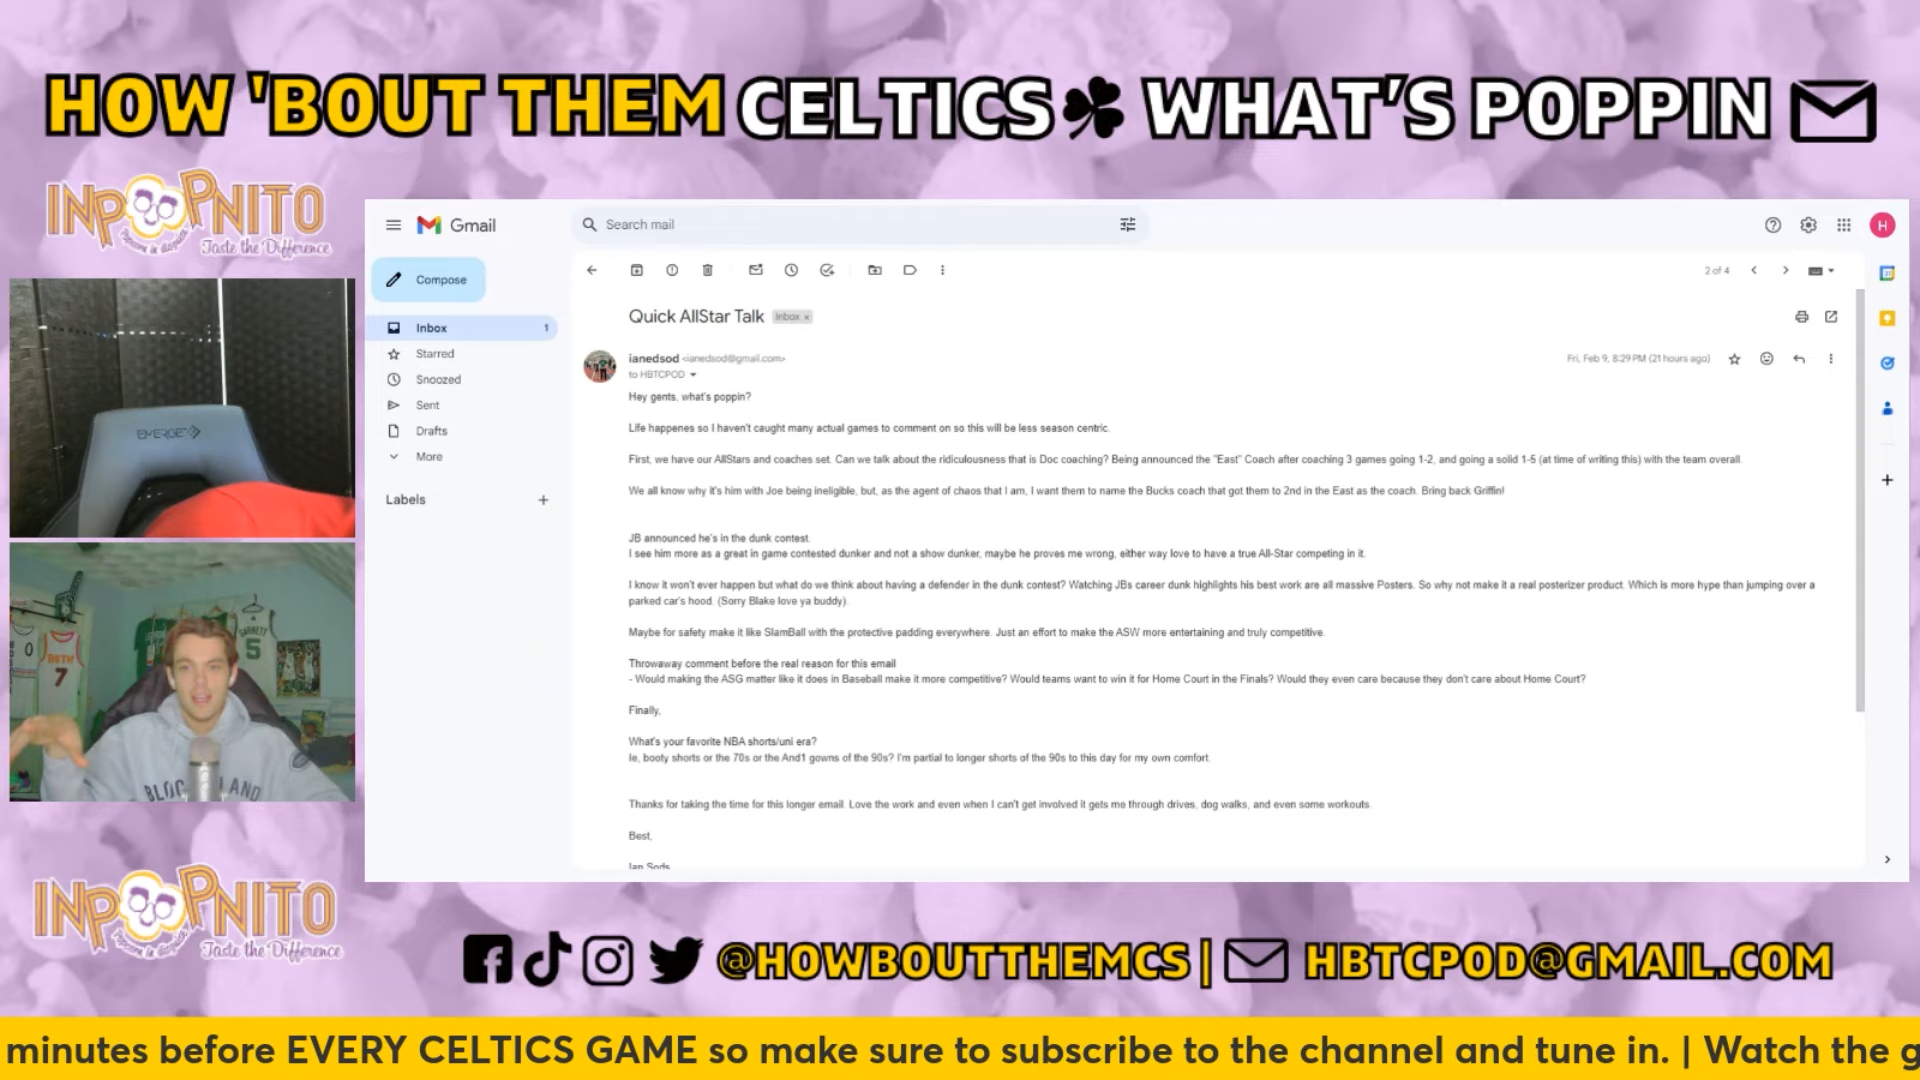 HOW 'BOUT THEM CELTICS WHAT'S POPPIN
INPOPNITO
Popcorn in disguise
Taste the Difference
Gmail
Search mail
H
Compose
2 of 4
Inbox 1
Starred
Snoozed
Sent
Drafts
More
Labels
Quick AllStar Talk Inbox x
ianedsod <ianedsod@gmail.com>
Fri, Feb 9, 8:29 PM (21 hours ago)
to HBTCPOD
Hey gents, what's poppin?
Life happenes so I haven't caught many actual games to comment on so this will be less season centric.
First, we have our AllStars and coaches set. Can we talk about the ridiculousness that is Doc coaching? Being announced the "East" Coach after coaching 3 games going 1-2, and going a solid 1-5 (at time of writing this) with the team overall.
We all know why it's him with Joe being ineligible, but, as the agent of chaos that I am, I want them to name the Bucks coach that got them to 2nd in the East as the coach. Bring back Griffin!
JB announced he's in the dunk contest.
I see him more as a great in game contested dunker and not a show dunker, maybe he proves me wrong, either way love to have a true All-Star competing in it.
I know it won't ever happen but what do we think about having a defender in the dunk contest? Watching JBs career dunk highlights his best work are all massive Posters. So why not make it a real posterizer product. Which is more hype than jumping over a
parked car's hood. (Sorry Blake love ya buddy).
Maybe for safety make it like SlamBall with the protective padding everywhere. Just an effort to make the ASW more entertaining and truly competitive.
Throwaway comment before the real reason for this email
- Would making the ASG matter like it does in Baseball make it more competitive? Would teams want to win it for Home Court in the Finals? Would they even care because they don't care about Home Court?
Finally,
What's your favorite NBA shorts/uni era?
Ie, booty shorts or the 70s or the And1 gowns of the 90s? I'm partial to longer shorts of the 90s to this day for my own comfort.
Thanks for taking the time for this longer email. Love the work and even when I can't get involved it gets me through drives, dog walks, and even some workouts.
Best,
Ian Sods
EMERGE
0
7
GARNETT
5
INPOPNITO
Popcorn in disguise
Taste the Difference
@HOWBOUTTHEMCS | HBTCPOD@GMAIL.COM
minutes before EVERY CELTICS GAME so make sure to subscribe to the channel and tune in. | Watch the g